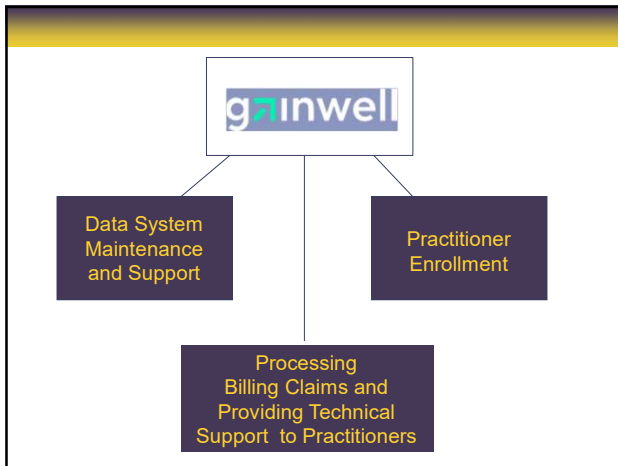 gainwell
Data System
Maintenance
and Support
Practitioner
Enrollment
Processing
Billing Claims and
Providing Technical
Support to Practitioners